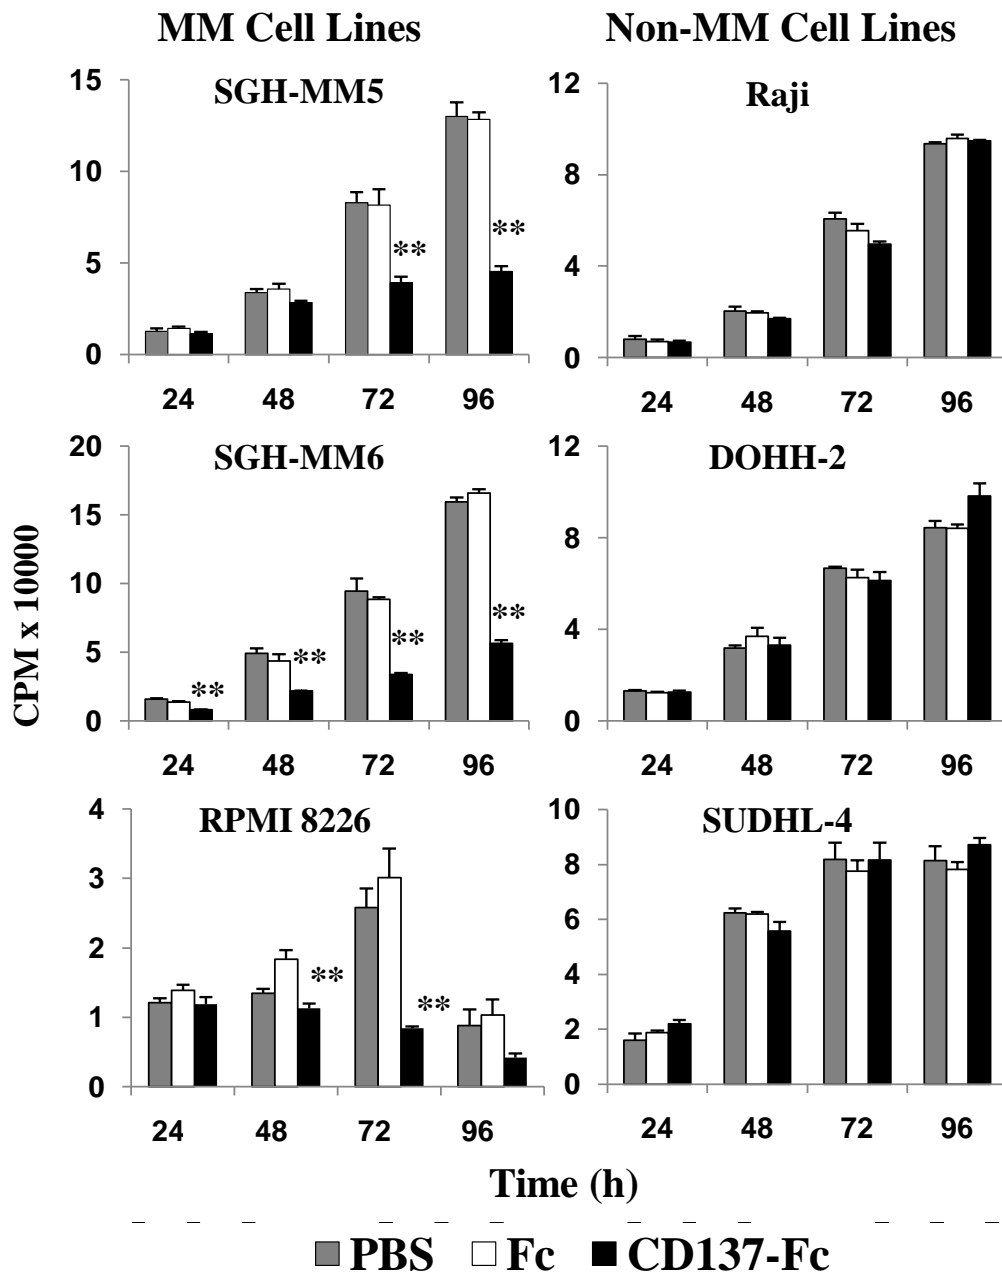 MM Cell Lines
Non-MM Cell Lines
SGH-MM5
15
10
5
0
**
**
24 48 72 96
Raji
12
8
4
0
24 48 72 96
CPM x 10000
SGH-MM6
20
15
10
5
0
**
**
**
**
24 48 72 96
DOHH-2
12
8
4
0
24 48 72 96
RPMI 8226
4
3
2
1
0
**
**
24 48 72 96
SUDHL-4
10
8
6
4
2
0
24 48 72 96
Time (h)
PBS Fc CD137-Fc